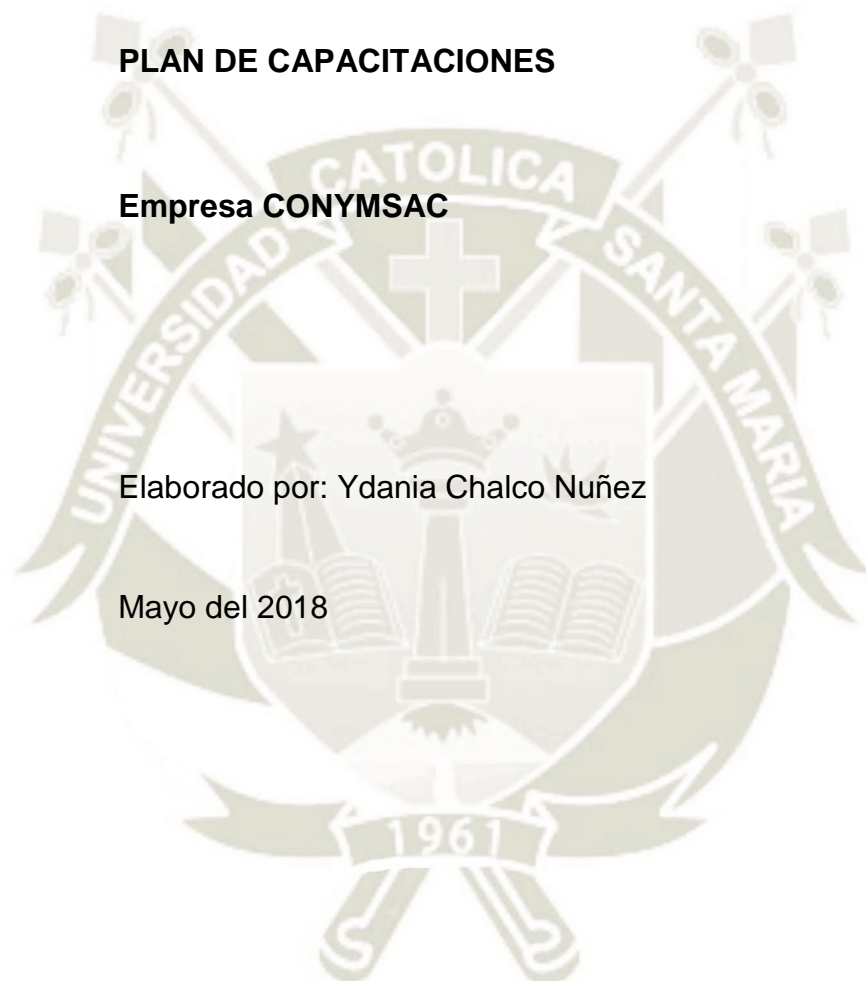 PLAN DE CAPACITACIONES
Empresa CONYMSAC
Elaborado por: Ydania Chalco Nuñez
Mayo del 2018
UNIVERSIDAD
CATOLICA
SANTA MARIA
1961